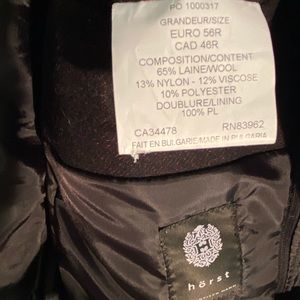 PO 1000317
GRANDEUR/SIZE
EURO 56R
CAD 46R
COMPOSITION/CONTENT
65% LAINE/WOOL
13% NYLON - 12% VISCOSE
10% POLYESTER
DOUBLURE/LINING
100% PL
CA34478 RN83962
FAIT EN BULGARIE/MADE IN BULGARIA
H
hörst